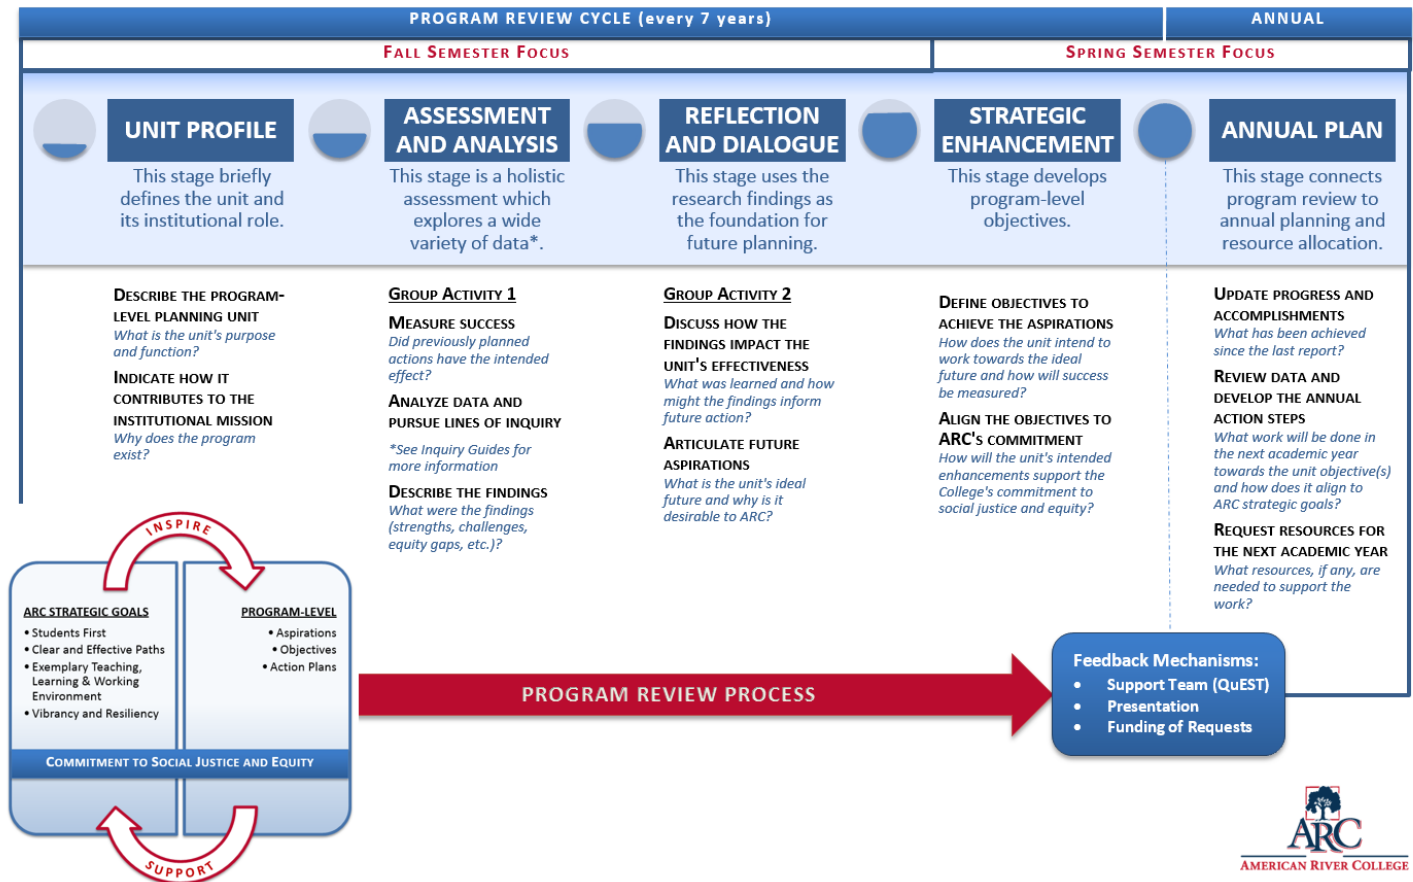 PROGRAM REVIEW CYCLE (every 7 years)
ANNUAL
FALL SEMESTER FOCUS
SPRING SEMESTER FOCUS
UNIT PROFILE
This stage briefly
defines the unit and
its institutional role.
DESCRIBE THE PROGRAM-
LEVEL PLANNING UNIT
What is the unit's purpose
and function?
INDICATE HOW IT
CONTRIBUTES TO THE
INSTITUTIONAL MISSION
Why does the program
exist?
ASSESSMENT
AND ANALYSIS
This stage is a holistic
assessment which
explores a wide
variety of data*.
GROUP ACTIVITY 1
MEASURE SUCCESS
Did previously planned
actions have the intended
effect?
ANALYZE DATA AND
PURSUE LINES OF INQUIRY
*See Inquiry Guides for
more information
DESCRIBE THE FINDINGS
What were the findings
(strengths, challenges,
equity gaps, etc.)?
REFLECTION
AND DIALOGUE
This stage uses the
research findings as
the foundation for
future planning.
GROUP ACTIVITY 2
DISCUSS HOW THE
FINDINGS IMPACT THE
UNIT'S EFFECTIVENESS
What was learned and how
might the findings inform
future action?
ARTICULATE FUTURE
ASPIRATIONS
What is the unit's ideal
future and why is it
desirable to ARC?
STRATEGIC
ENHANCEMENT
This stage develops
program-level
objectives.
DEFINE OBJECTIVES TO
ACHIEVE THE ASPIRATIONS
How does the unit intend to
work towards the ideal
future and how will success
be measured?
ALIGN THE OBJECTIVES TO
ARC'S COMMITMENT
How will the unit's intended
enhancements support the
College's commitment to
social justice and equity?
ANNUAL PLAN
This stage connects
program review to
annual planning and
resource allocation.
UPDATE PROGRESS AND
ACCOMPLISHMENTS
What has been achieved
since the last report?
REVIEW DATA AND
DEVELOP THE ANNUAL
ACTION STEPS
What work will be done in
the next academic year
towards the unit objective(s)
and how does it align to
ARC strategic goals?
REQUEST RESOURCES FOR
THE NEXT ACADEMIC YEAR
What resources, if any, are
needed to support the
work?
INSPIRE
ARC STRATEGIC GOALS
• Students First
• Clear and Effective Paths
• Exemplary Teaching,
Learning & Working
Environment
• Vibrancy and Resiliency
PROGRAM-LEVEL
• Aspirations
• Objectives
• Action Plans
COMMITMENT TO SOCIAL JUSTICE AND EQUITY
SUPPORT
PROGRAM REVIEW PROCESS
Feedback Mechanisms:
• Support Team (QuEST)
• Presentation
• Funding of Requests
ARC
AMERICAN RIVER COLLEGE